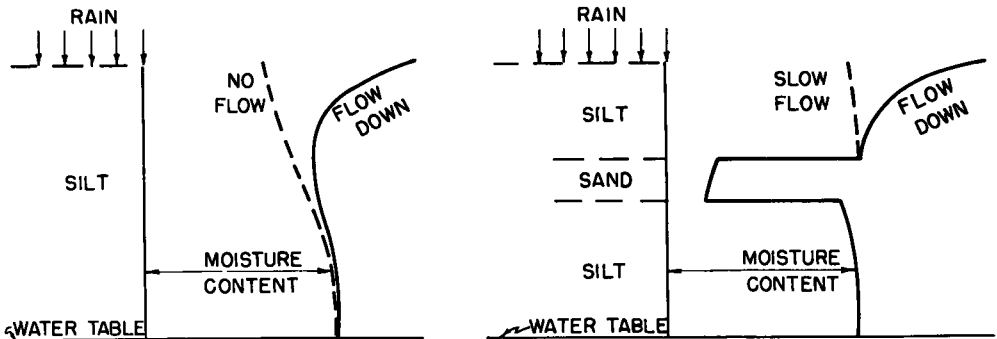 RAIN
NO
FLOW
FLOW
DOWN
SILT
MOISTURE
CONTENT
WATER TABLE
RAIN
SLOW
FLOW
FLOW
DOWN
SILT
SAND
SILT
MOISTURE
CONTENT
WATER TABLE